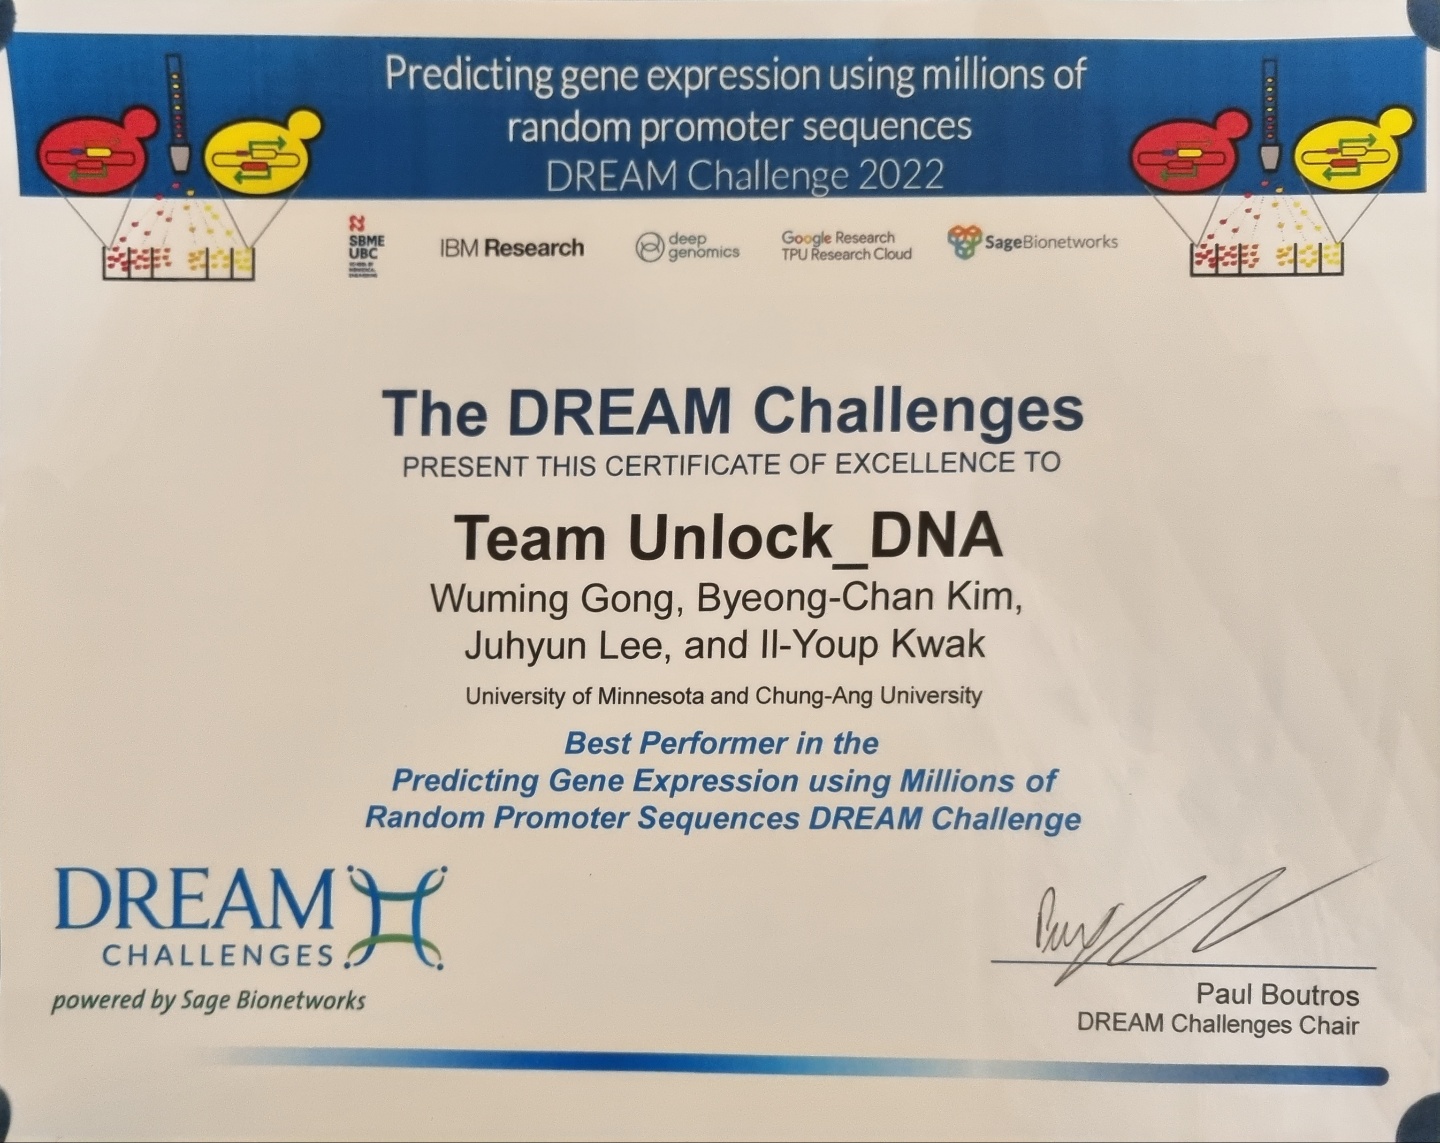 Predicting gene expression using millions of
random promoter sequences
DREAM Challenge 2022
SBME
UBC
IBM Research
deep
genomics
Google Research
TPU Research Cloud
SageBionetworks
The DREAM Challenges
PRESENT THIS CERTIFICATE OF EXCELLENCE TO
Team Unlock_DNA
Wuming Gong, Byeong-Chan Kim,
Juhyun Lee, and Il-Youp Kwak
University of Minnesota and Chung-Ang University
Best Performer in the
Predicting Gene Expression using Millions of
Random Promoter Sequences DREAM Challenge
DREAM
CHALLENGES
powered by Sage Bionetworks
Paul Boutros
DREAM Challenges Chair